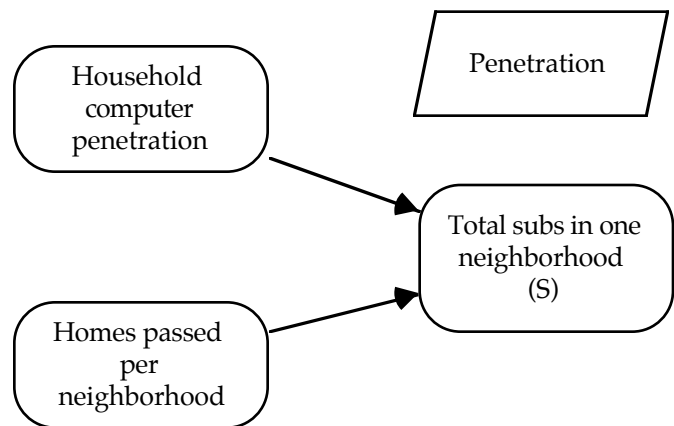 Household
computer
penetration
Penetration
Total subs in one
neighborhood
(S)
Homes passed
per
neighborhood